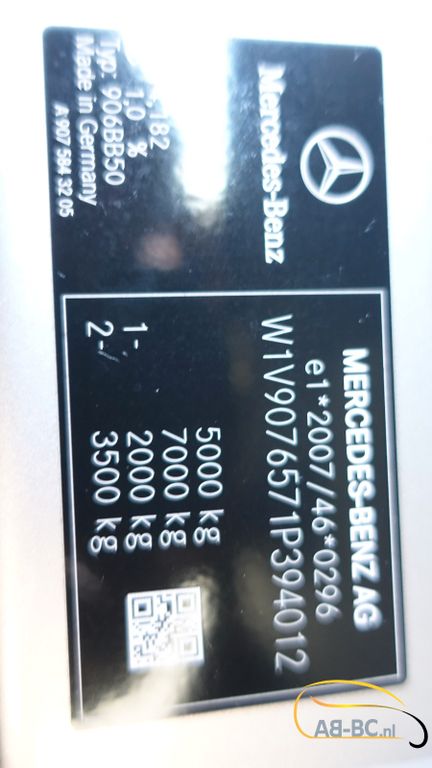 Mercedes-Benz
182
1,0 %
Typ: 906BB50
Made in Germany
A 907 584 32 05
MERCEDES-BENZ AG
e1*2007/46*0296
W1V9076571P394012
5000 kg
7000 kg
1- 2000 kg
2- 3500 kg
AB-BC.nl